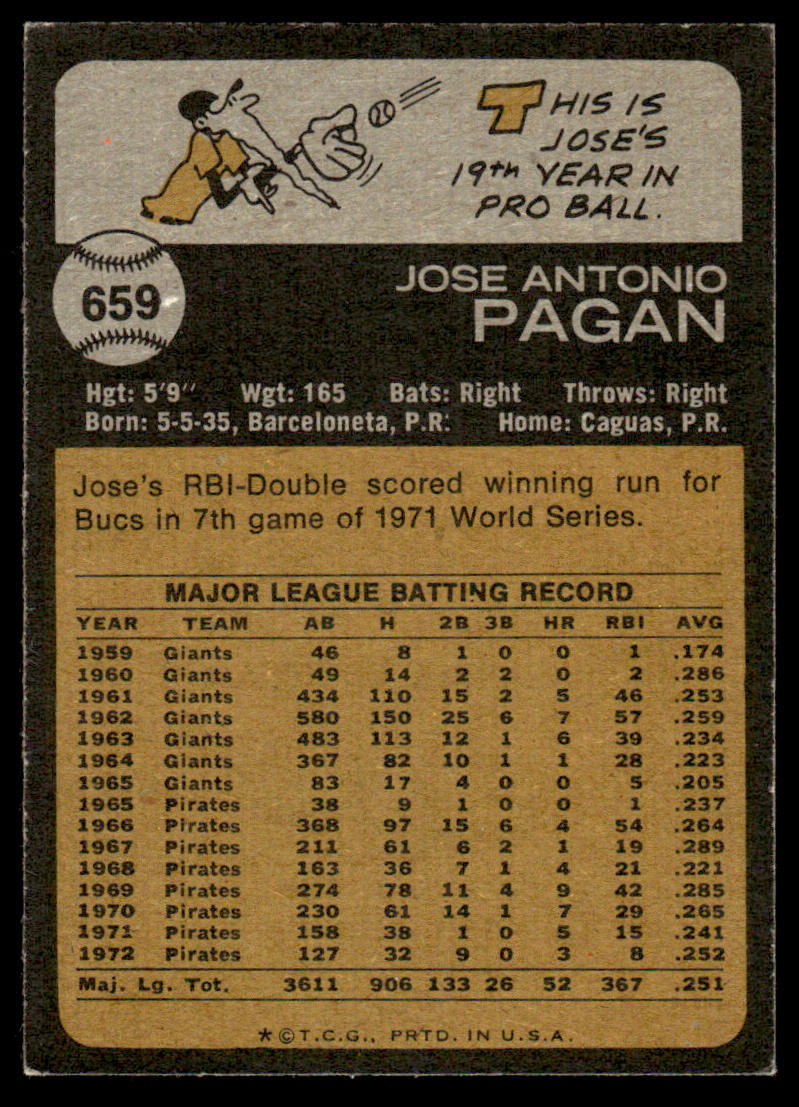 THIS IS
JOSE'S
19th YEAR IN
PRO BALL.
659
JOSE ANTONIO
PAGAN
Hgt: 5'9" Wgt: 165 Bats: Right Throws: Right
Born: 5-5-35, Barceloneta, P.R. Home: Caguas, P.R.
Jose's RBI-Double scored winning run for
Bucs in 7th game of 1971 World Series.
MAJOR LEAGUE BATTING RECORD
YEAR TEAM AB H 2B 3B HR RBI AVG
1959 Giants 46 8 1 0 0 1 .174
1960 Giants 49 14 2 2 0 2 .286
1961 Giants 434 110 15 2 5 46 .253
1962 Giants 580 150 25 6 7 57 .259
1963 Giants 483 113 12 1 6 39 .234
1964 Giants 367 82 10 1 1 28 .223
1965 Giants 83 17 4 0 0 5 .205
1965 Pirates 38 9 1 0 0 1 .237
1966 Pirates 368 97 15 6 4 54 .264
1967 Pirates 211 61 6 2 1 19 .289
1968 Pirates 163 36 7 1 4 21 .221
1969 Pirates 274 78 11 4 9 42 .285
1970 Pirates 230 61 14 1 7 29 .265
1971 Pirates 158 38 1 0 5 15 .241
1972 Pirates 127 32 9 0 3 8 .252
Maj. Lg. Tot. 3611 906 133 26 52 367 .251
*©T.C.G., PRTD. IN U.S.A.